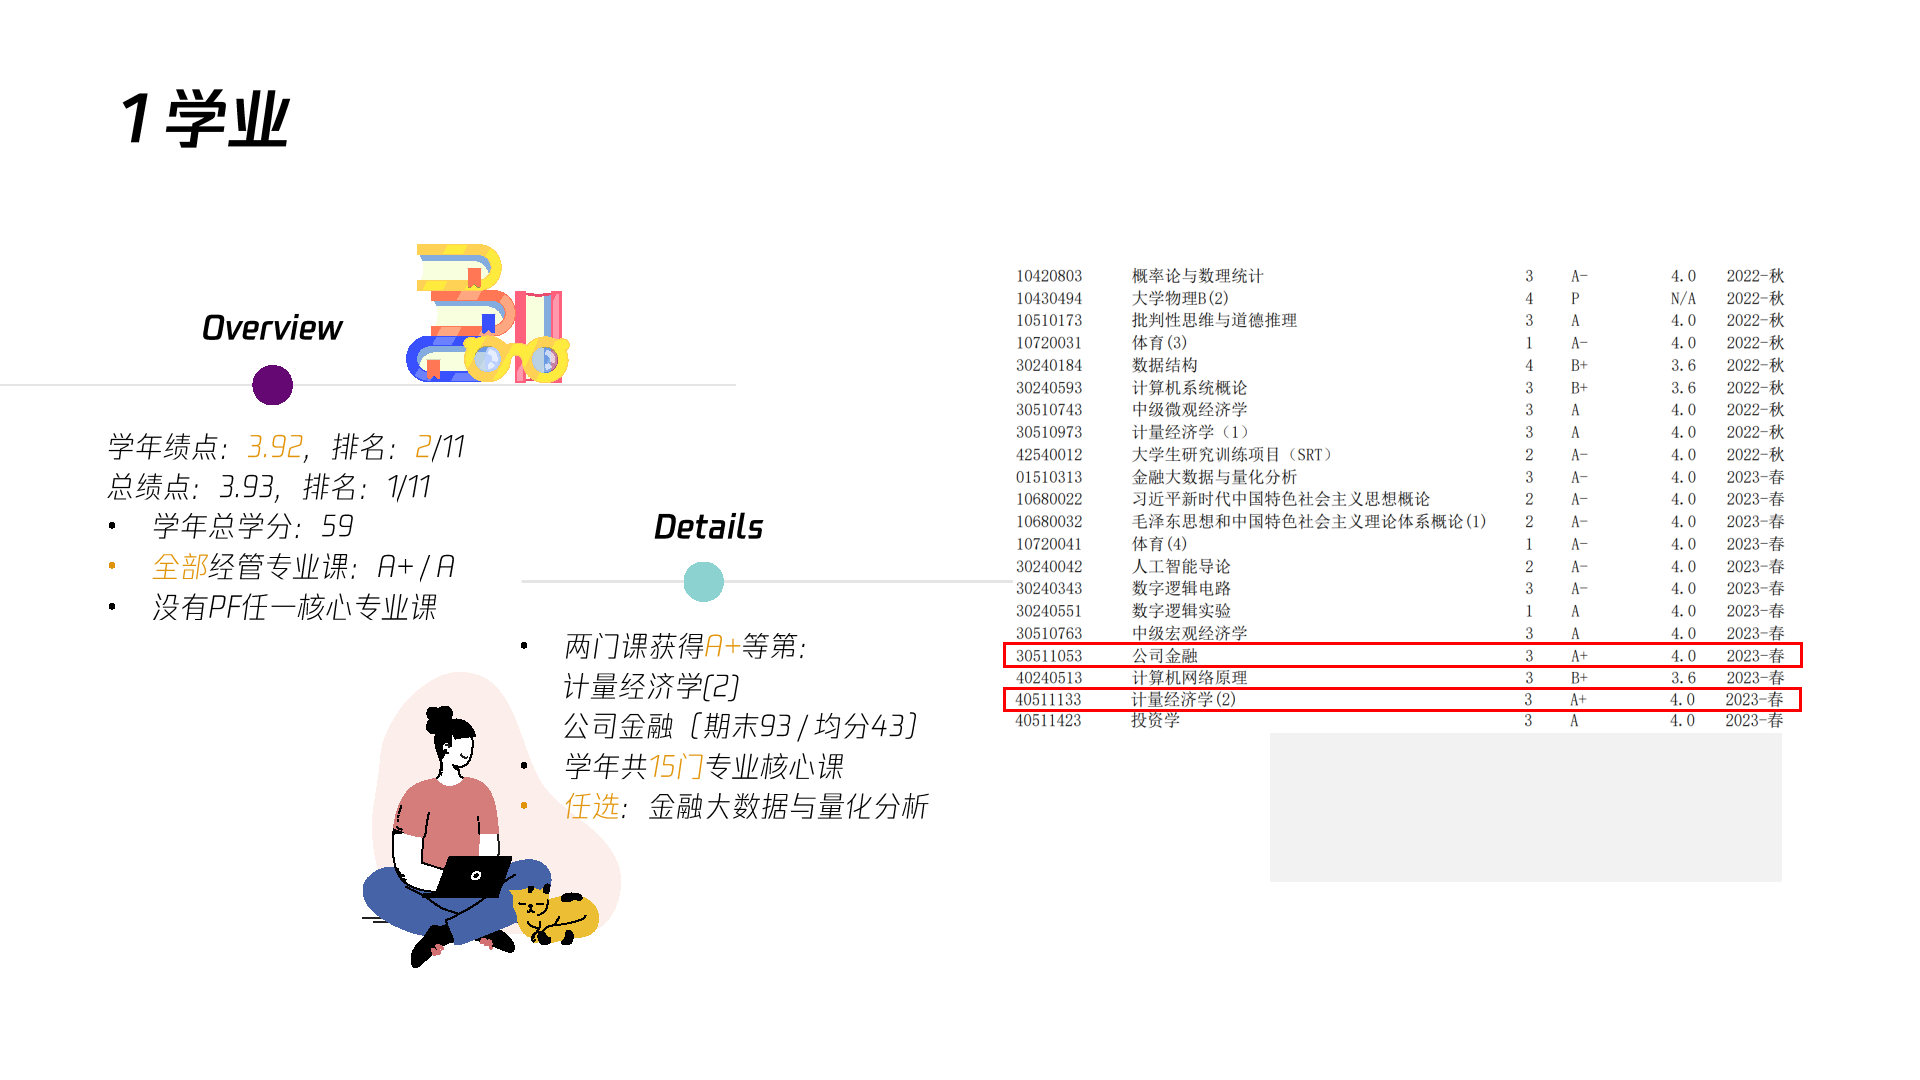 1 学业
Overview
学年绩点：3.92，排名：2/11
总绩点：3.93，排名：1/11
• 学年总学分：59
• 全部经管专业课：A+ / A
• 没有PF任一核心专业课
Details
• 两门课获得A+等第：
计量经济学(2)
公司金融（期末93 / 均分43）
• 学年共15门专业核心课
• 任选：金融大数据与量化分析
10420803 概率论与数理统计 3 A- 4.0 2022-秋
10430494 大学物理B(2) 4 P N/A 2022-秋
10510173 批判性思维与道德推理 3 A 4.0 2022-秋
10720031 体育(3) 1 A- 4.0 2022-秋
30240184 数据结构 4 B+ 3.6 2022-秋
30240593 计算机系统概论 3 B+ 3.6 2022-秋
30510743 中级微观经济学 3 A 4.0 2022-秋
30510973 计量经济学（1） 3 A 4.0 2022-秋
42540012 大学生研究训练项目（SRT） 2 A- 4.0 2022-秋
01510313 金融大数据与量化分析 3 A- 4.0 2023-春
10680022 习近平新时代中国特色社会主义思想概论 2 A- 4.0 2023-春
10680032 毛泽东思想和中国特色社会主义理论体系概论(1) 2 A- 4.0 2023-春
10720041 体育(4) 1 A- 4.0 2023-春
30240042 人工智能导论 2 A- 4.0 2023-春
30240343 数字逻辑电路 3 A- 4.0 2023-春
30240551 数字逻辑实验 1 A 4.0 2023-春
30510763 中级宏观经济学 3 A 4.0 2023-春
30511053 公司金融 3 A+ 4.0 2023-春
40240513 计算机网络原理 3 B+ 3.6 2023-春
40511133 计量经济学(2) 3 A+ 4.0 2023-春
40511423 投资学 3 A 4.0 2023-春